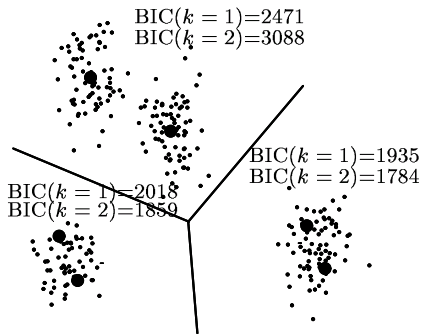 BIC(k = 1)=2471
BIC(k = 2)=3088
BIC(k = 1)=1935
BIC(k = 2)=1784
BIC(k = 1)=2018
BIC(k = 2)=1859